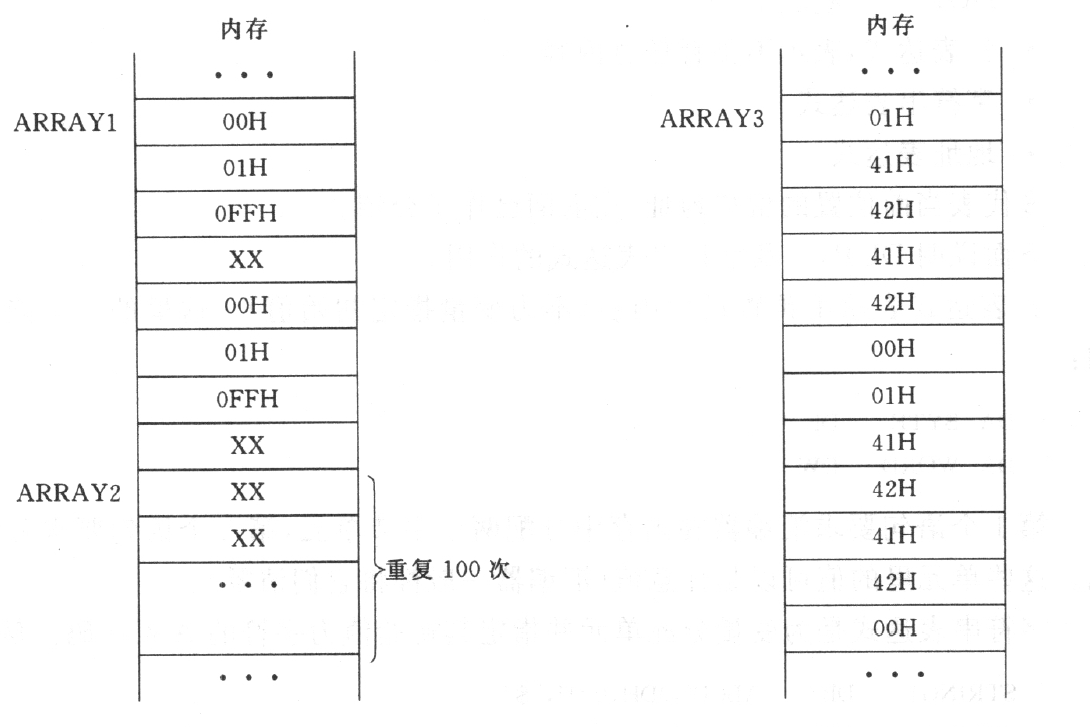 内存
• • •
ARRAY1
00H
01H
0FFH
XX
00H
01H
0FFH
XX
ARRAY2
XX
XX
• • •
重复 100 次
• • •
内存
• • •
ARRAY3
01H
41H
42H
41H
42H
00H
01H
41H
42H
41H
42H
00H
• • •